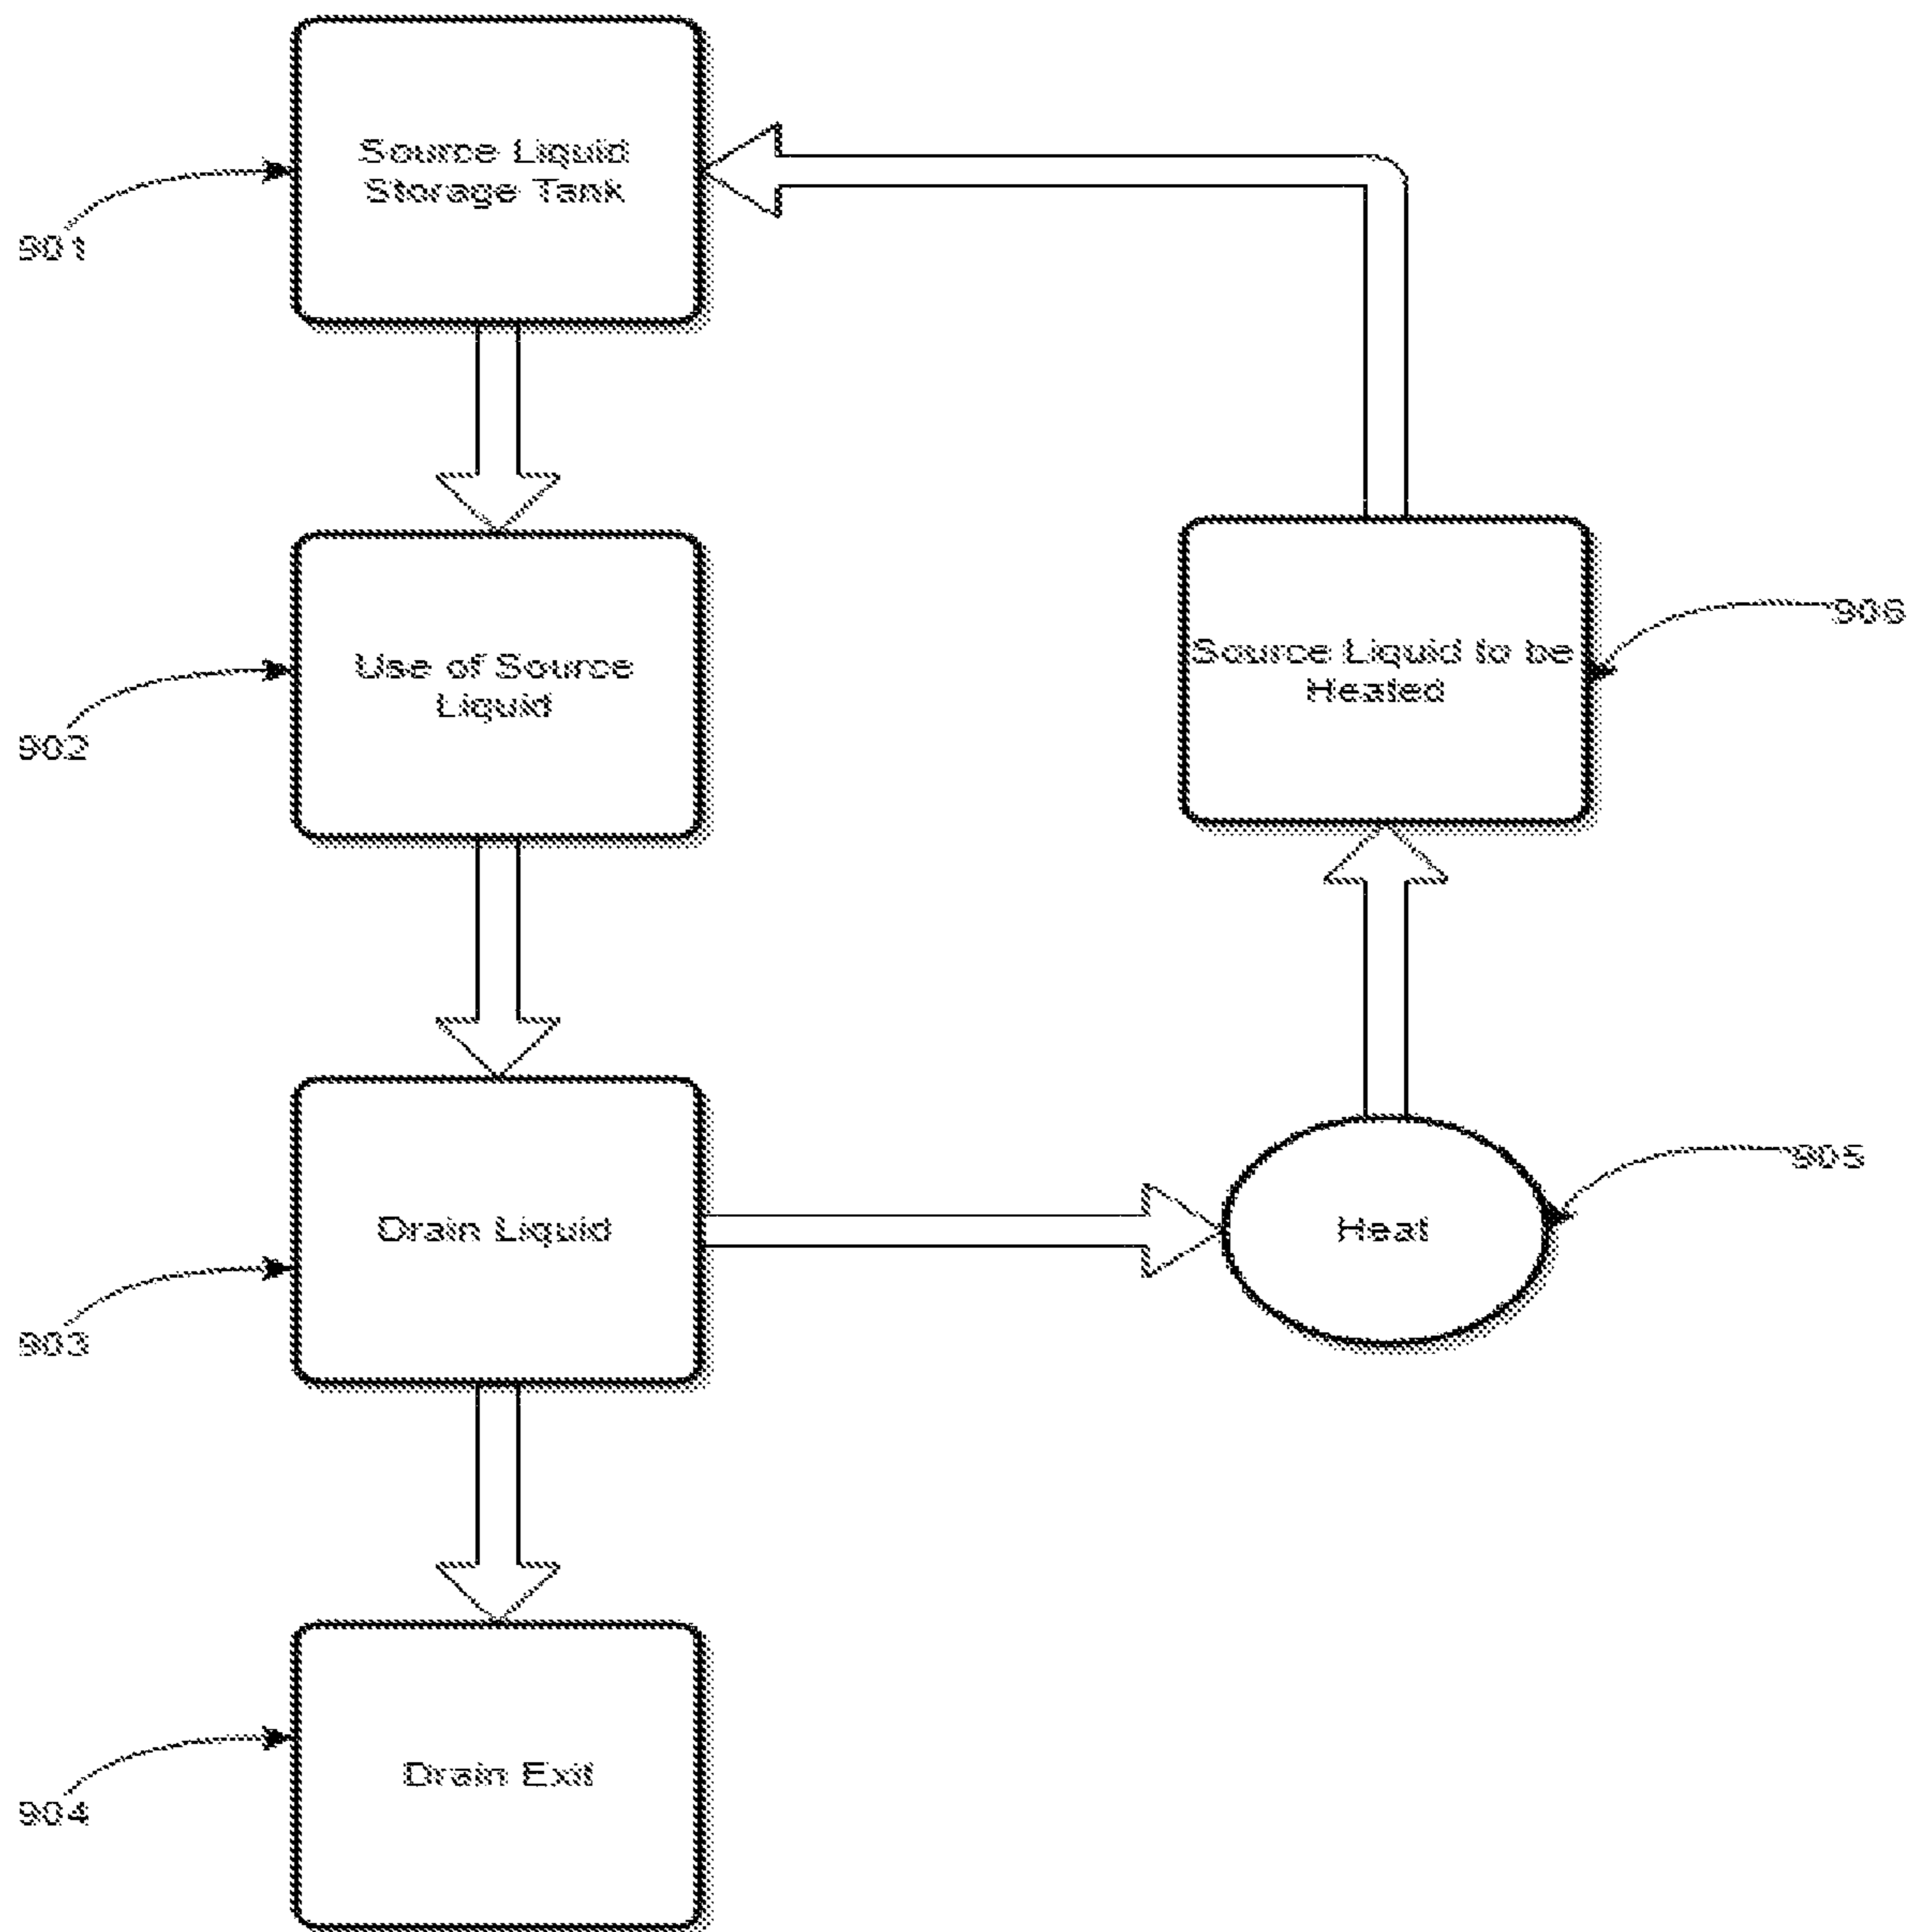 Source Liquid
Storage Tank
901
Use of Source
Liquid
902
Source Liquid to be
Heated
906
Drain Liquid
903
Heat
905
Drain Exit
904